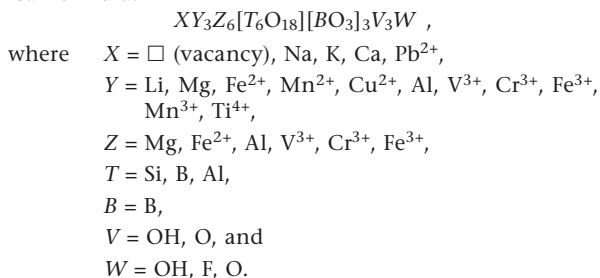 XY₃Z₆[T₆O₁₈][BO₃]₃V₃W ,
where X = □ (vacancy), Na, K, Ca, Pb²⁺,
Y = Li, Mg, Fe²⁺, Mn²⁺, Cu²⁺, Al, V³⁺, Cr³⁺, Fe³⁺,
Mn³⁺, Ti⁴⁺,
Z = Mg, Fe²⁺, Al, V³⁺, Cr³⁺, Fe³⁺,
T = Si, B, Al,
B = B,
V = OH, O, and
W = OH, F, O.